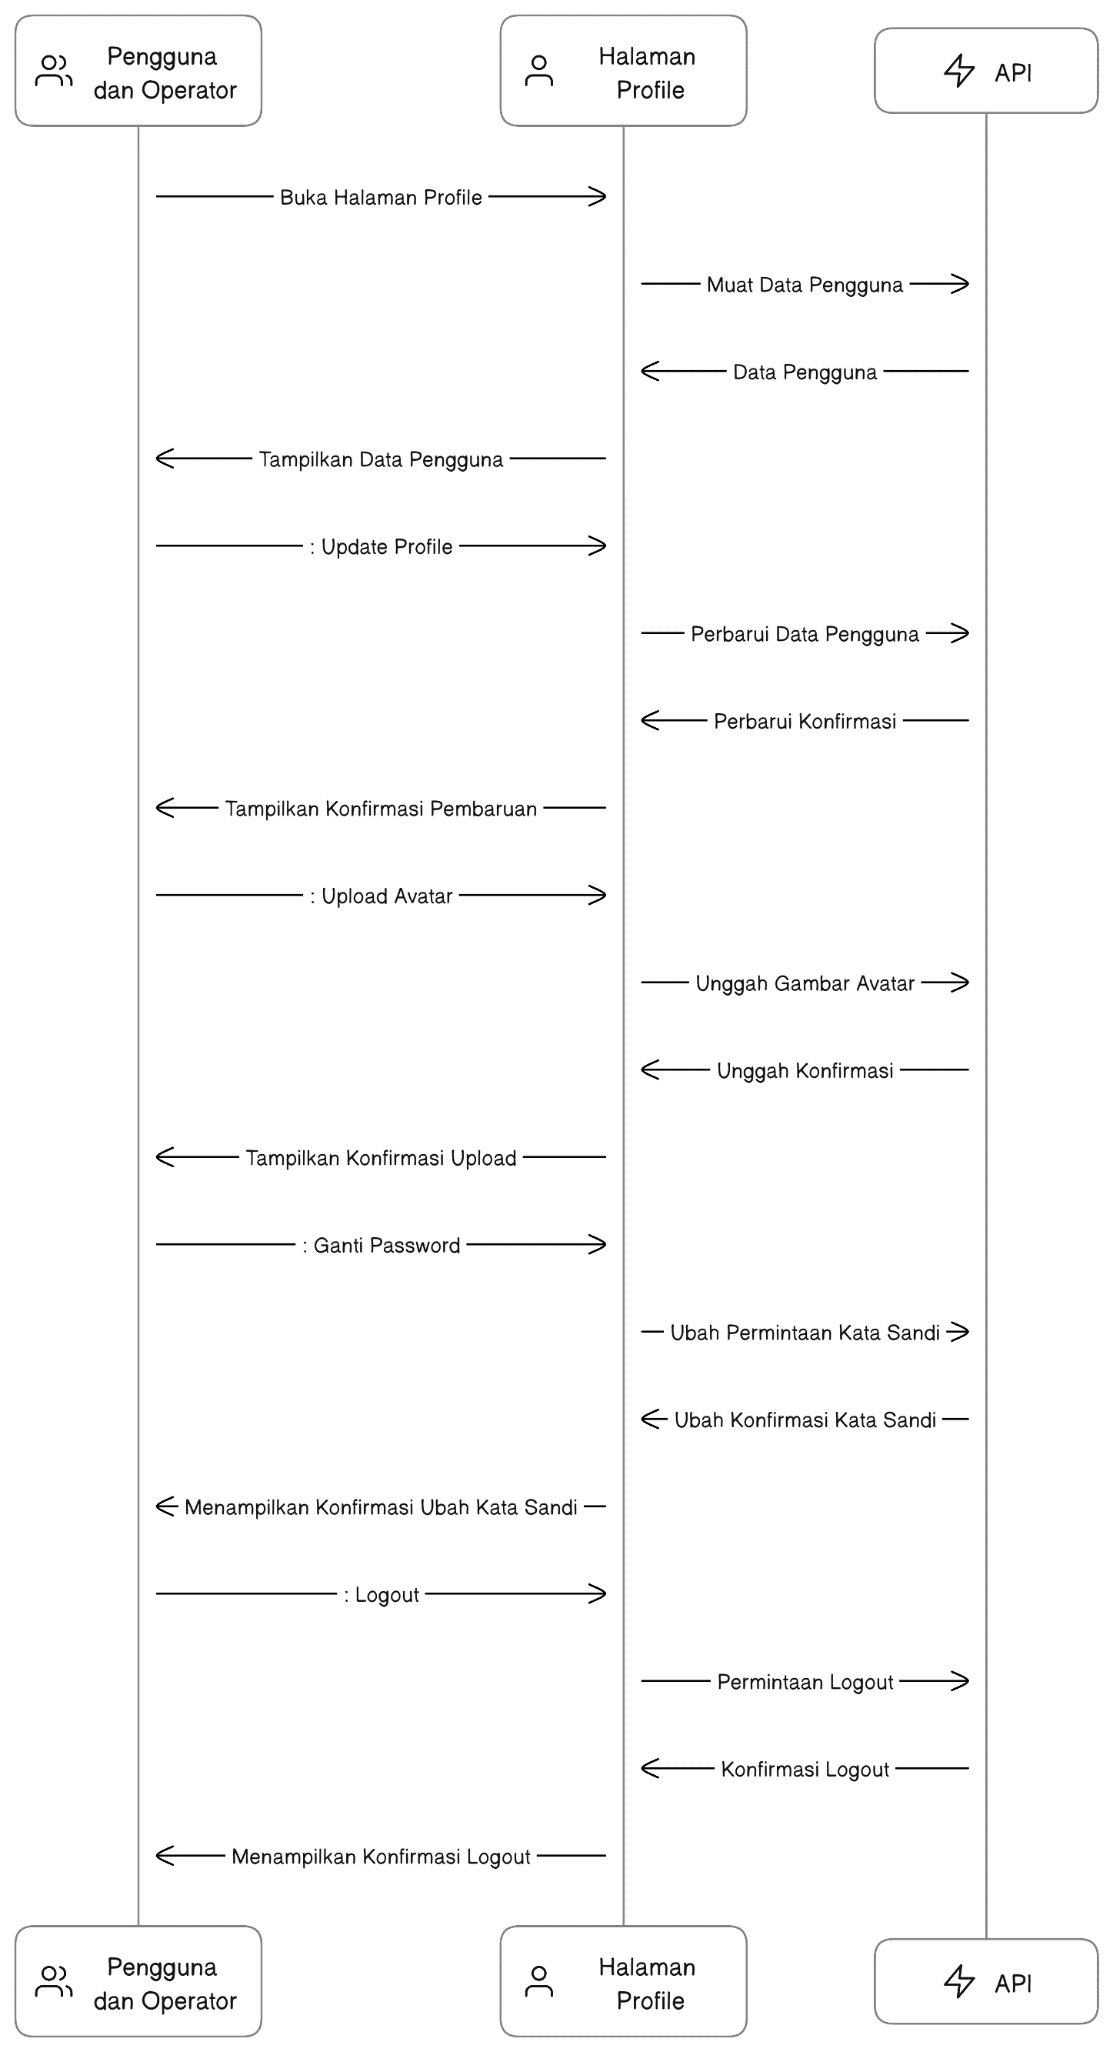 Pengguna
dan Operator
Halaman
Profile
API
Buka Halaman Profile
Muat Data Pengguna
Data Pengguna
Tampilkan Data Pengguna
: Update Profile
Perbarui Data Pengguna
Perbarui Konfirmasi
Tampilkan Konfirmasi Pembaruan
: Upload Avatar
Unggah Gambar Avatar
Unggah Konfirmasi
Tampilkan Konfirmasi Upload
: Ganti Password
Ubah Permintaan Kata Sandi
Ubah Konfirmasi Kata Sandi
Menampilkan Konfirmasi Ubah Kata Sandi
: Logout
Permintaan Logout
Konfirmasi Logout
Menampilkan Konfirmasi Logout
Pengguna
dan Operator
Halaman
Profile
API